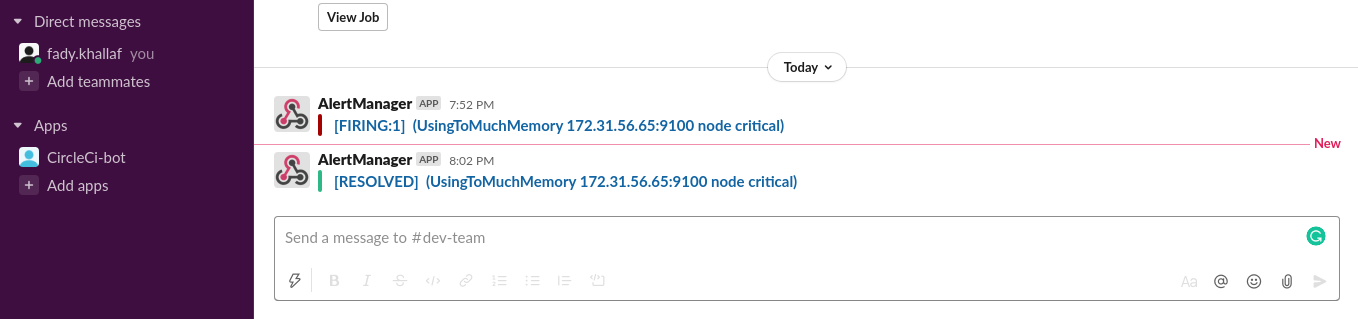 View Job
Direct messages
fady.khallaf you
Add teammates
Apps
CircleCi-bot
Add apps
Today
AlertManager APP 7:52 PM
[FIRING:1] (UsingToMuchMemory 172.31.56.65:9100 node critical)
New
AlertManager APP 8:02 PM
[RESOLVED] (UsingToMuchMemory 172.31.56.65:9100 node critical)
Send a message to #dev-team
B I S </> Aa @